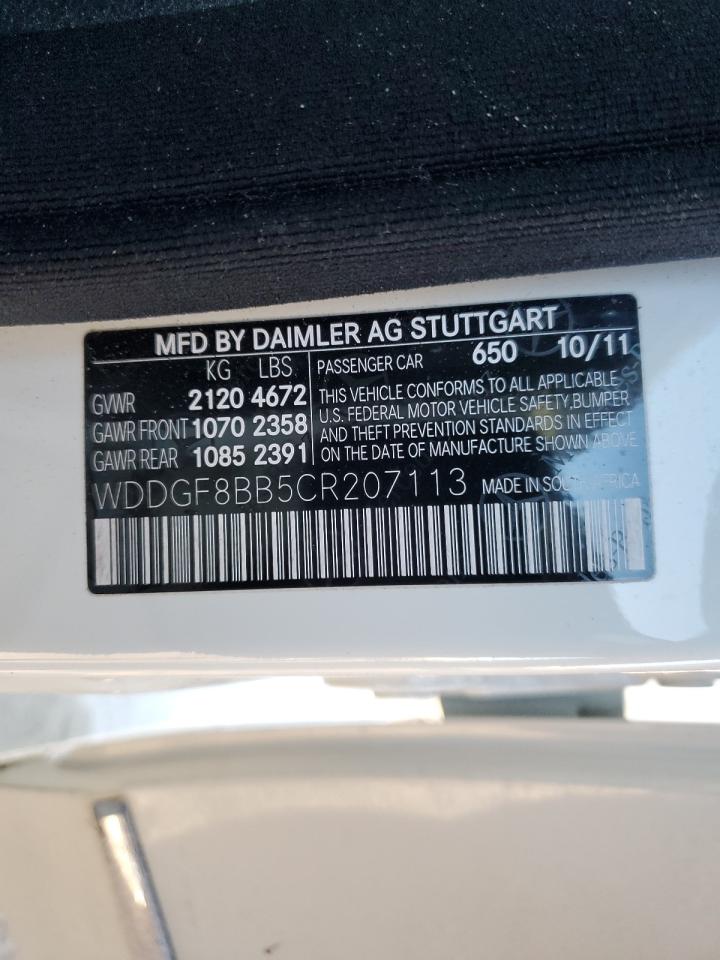 MFD BY DAIMLER AG STUTTGART
KG LBS
GVWR 2120 4672
GAWR FRONT 1070 2358
GAWR REAR 1085 2391
PASSENGER CAR 650 10/11
THIS VEHICLE CONFORMS TO ALL APPLICABLE
U.S. FEDERAL MOTOR VEHICLE SAFETY, BUMPER
AND THEFT PREVENTION STANDARDS IN EFFECT
ON THE DATE OF MANUFACTURE SHOWN ABOVE
WDDGF8BB5CR207113 MADE IN SOUTH AFRICA